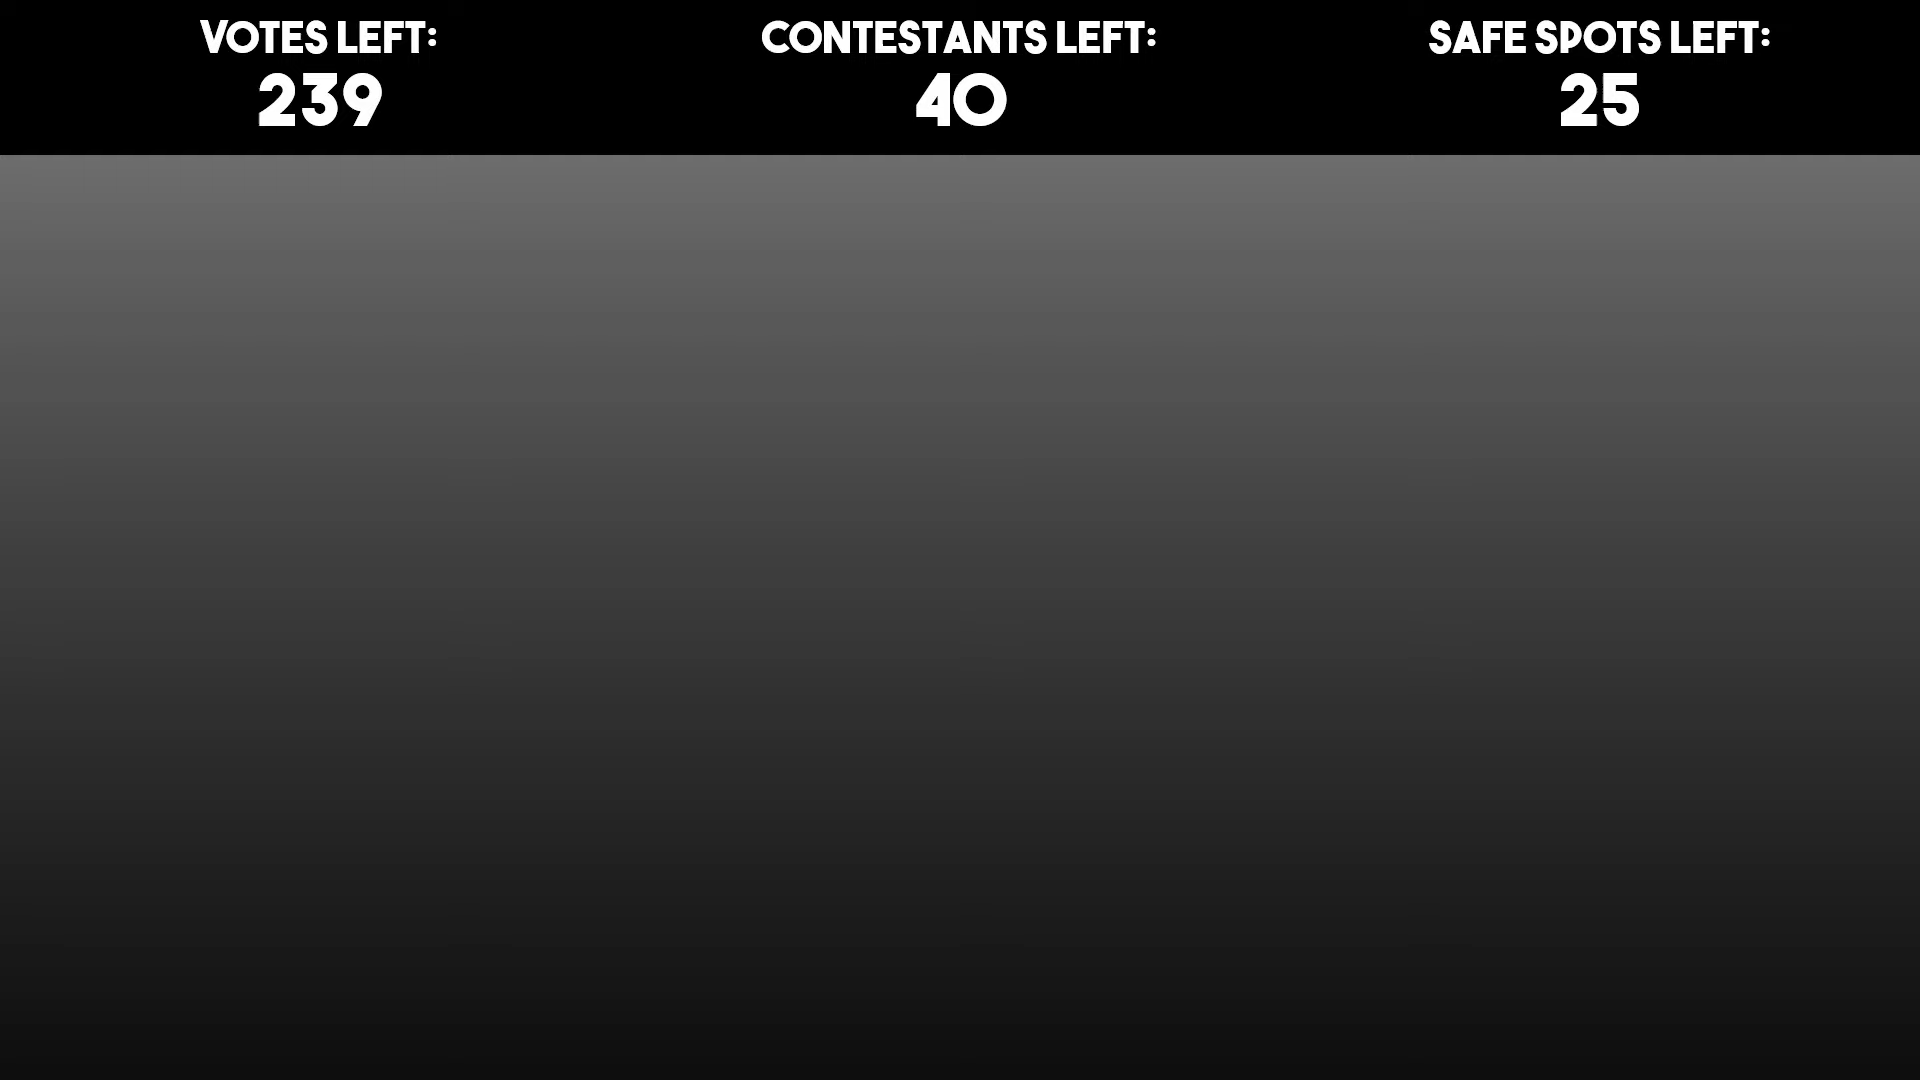 VOTES LEFT:
239
CONTESTANTS LEFT:
40
SAFE SPOTS LEFT:
25